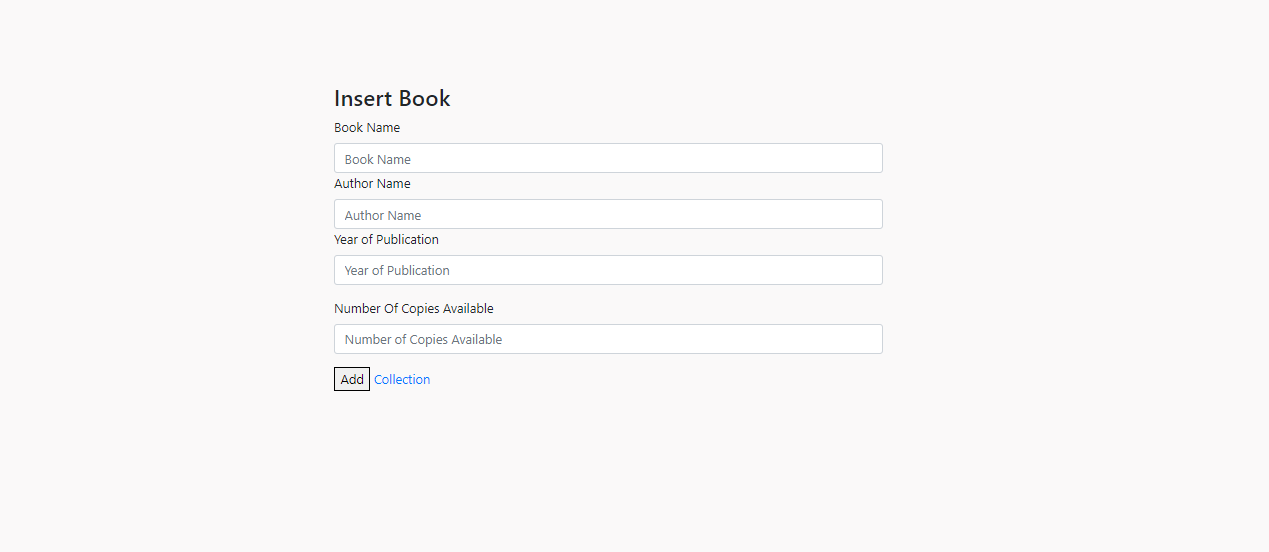 Insert Book
Book Name
Book Name
Author Name
Author Name
Year of Publication
Year of Publication
Number Of Copies Available
Number of Copies Available
Add Collection